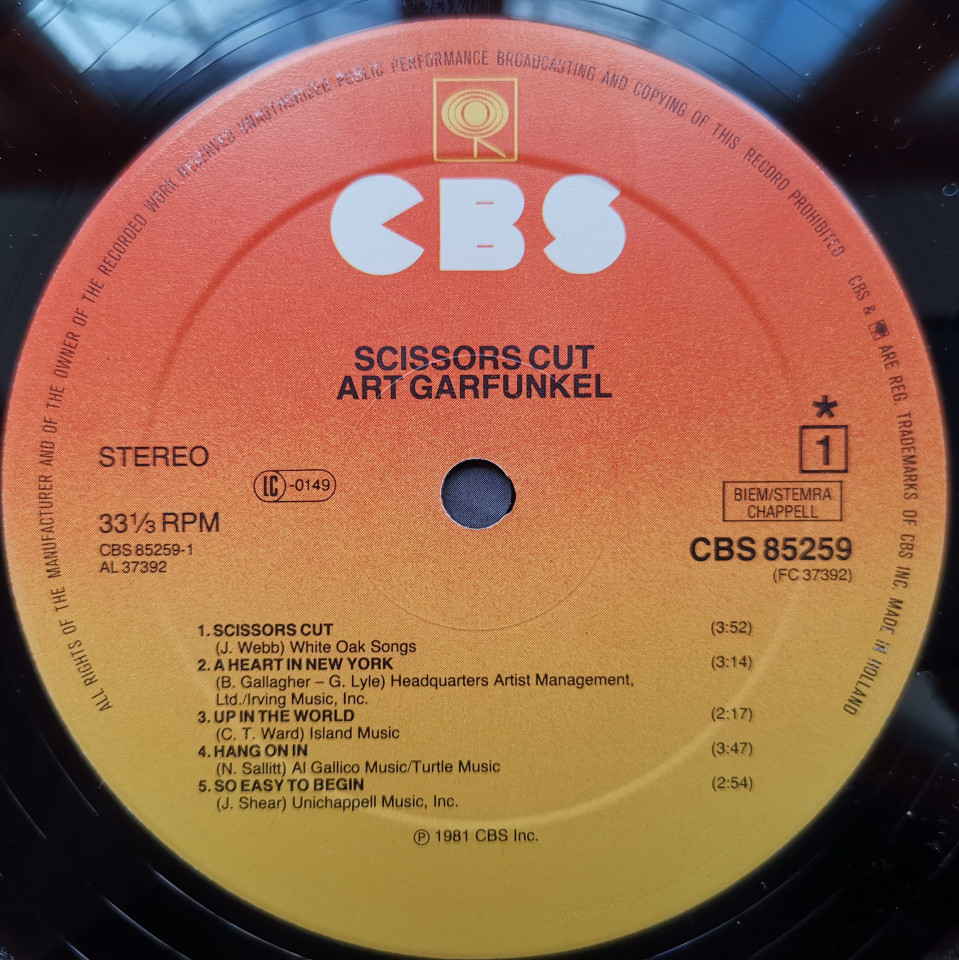 ALL RIGHTS OF THE MANUFACTURER AND OF THE OWNER OF THE RECORDED WORK RESERVED UNAUTHORIZED PUBLIC PERFORMANCE BROADCASTING AND COPYING OF THIS RECORD PROHIBITED CBS & ARE REG. TRADEMARKS OF CBS INC. MADE IN HOLLAND
CBS
SCISSORS CUT
ART GARFUNKEL
STEREO
LC-0149
33⅓ RPM
CBS 85259-1
AL 37392
*
1
BIEM/STEMRA
CHAPPELL
CBS 85259
(FC 37392)
1. SCISSORS CUT (3:52)
(J. Webb) White Oak Songs
2. A HEART IN NEW YORK (3:14)
(B. Gallagher – G. Lyle) Headquarters Artist Management,
Ltd./Irving Music, Inc.
3. UP IN THE WORLD (2:17)
(C. T. Ward) Island Music
4. HANG ON IN (3:47)
(N. Sallitt) Al Gallico Music/Turtle Music
5. SO EASY TO BEGIN (2:54)
(J. Shear) Unichappell Music, Inc.
℗ 1981 CBS Inc.